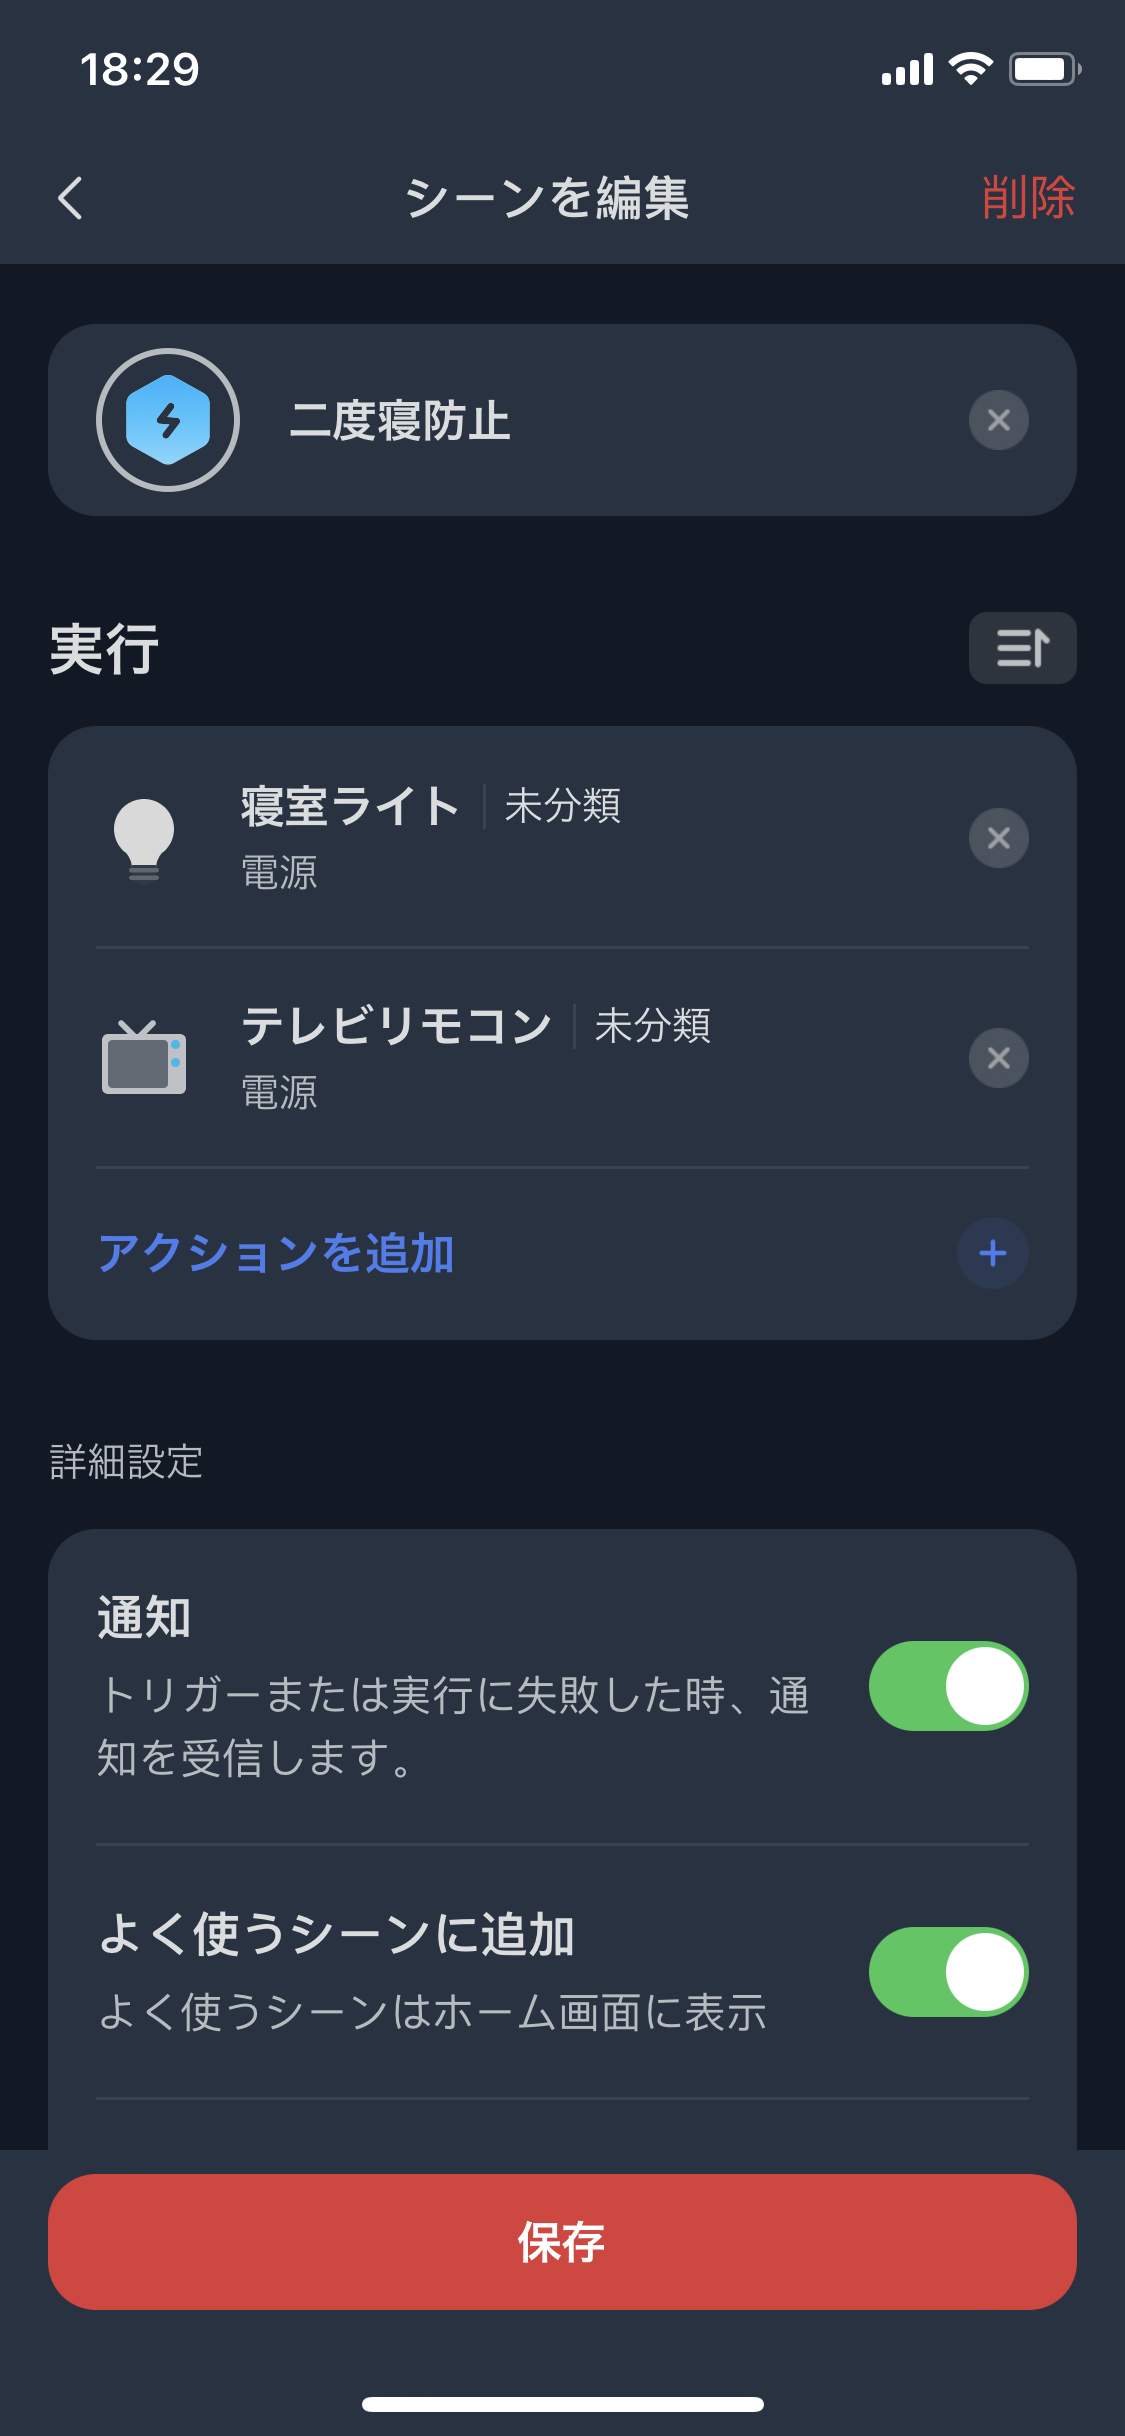 18:29
シーンを編集
削除
二度寝防止
実行
寝室ライト 未分類
電源
テレビリモコン 未分類
電源
アクションを追加
詳細設定
通知
トリガーまたは実行に失敗した時、通
知を受信します。
よく使うシーンに追加
よく使うシーンはホーム画面に表示
保存